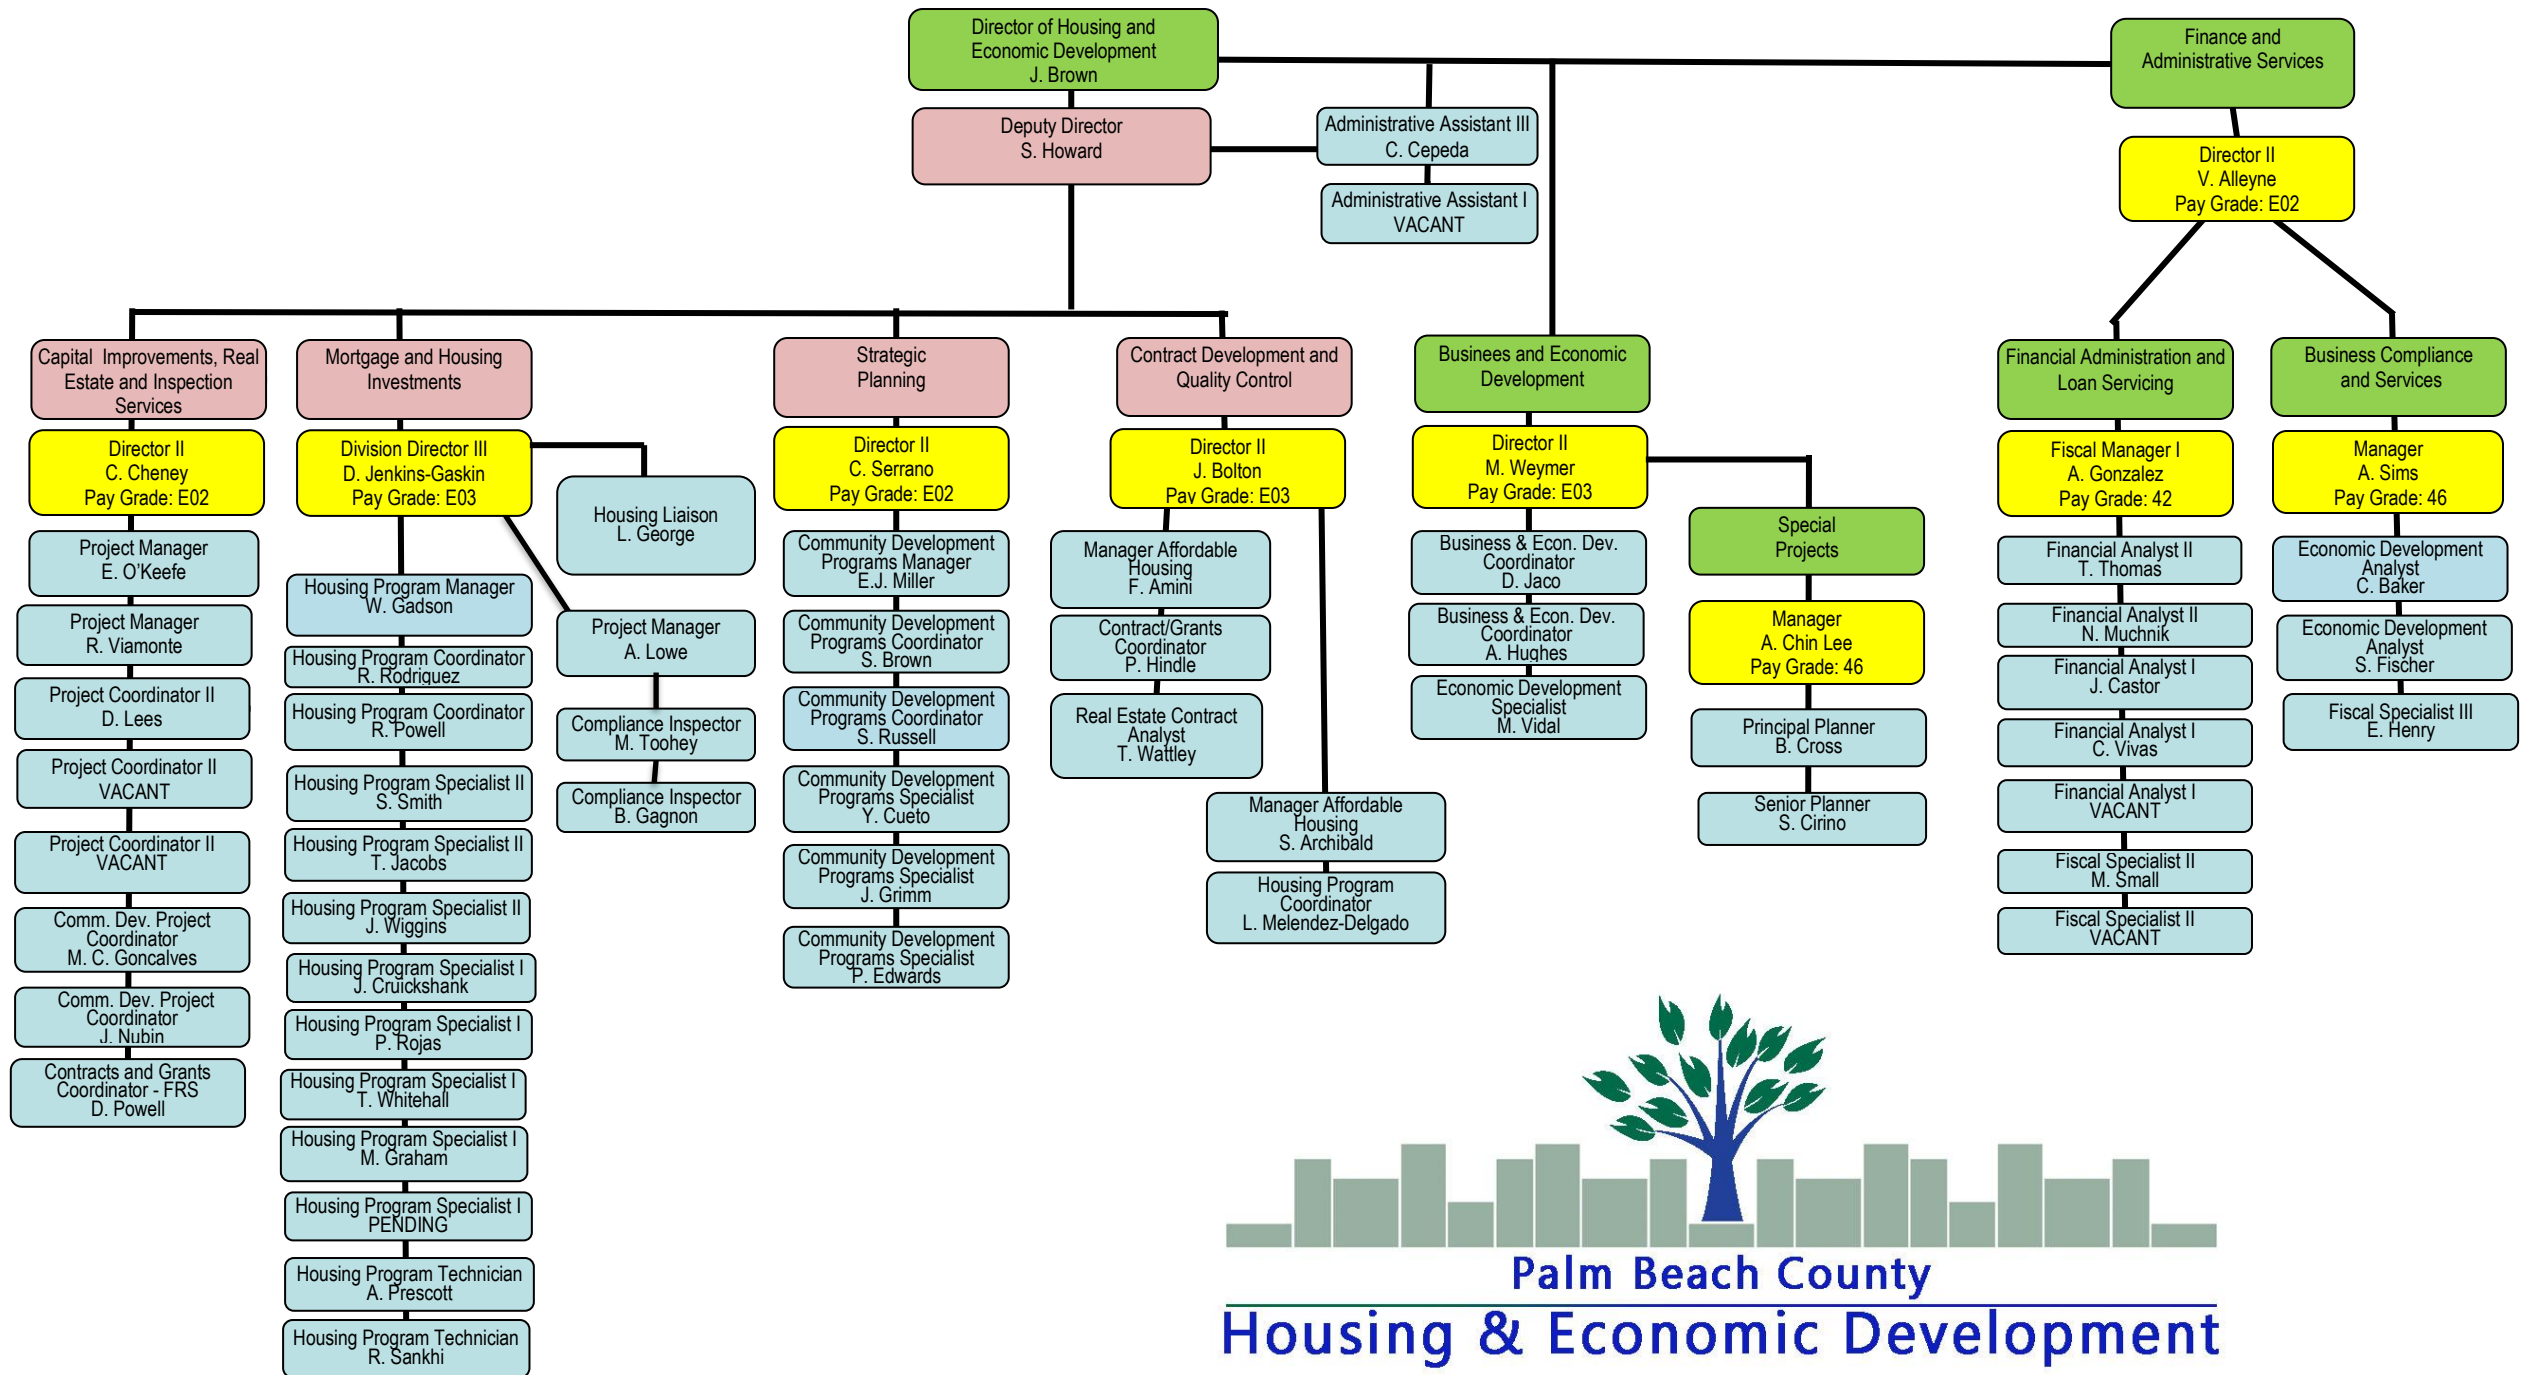 Director of Housing and
Economic Development
J. Brown
Finance and
Administrative Services
Deputy Director
S. Howard
Administrative Assistant III
C. Cepeda
Administrative Assistant I
VACANT
Director II
V. Alleyne
Pay Grade: E02
Capital Improvements, Real
Estate and Inspection
Services
Director II
C. Cheney
Pay Grade: E02
Project Manager
E. O'Keefe
Project Manager
R. Viamonte
Project Coordinator II
D. Lees
Project Coordinator II
VACANT
Project Coordinator II
VACANT
Comm. Dev. Project
Coordinator
M. C. Goncalves
Comm. Dev. Project
Coordinator
J. Nubin
Contracts and Grants
Coordinator - FRS
D. Powell
Mortgage and Housing
Investments
Division Director III
D. Jenkins-Gaskin
Pay Grade: E03
Housing Program Manager
W. Gadson
Housing Program Coordinator
R. Rodriguez
Housing Program Coordinator
R. Powell
Housing Program Specialist II
S. Smith
Housing Program Specialist II
T. Jacobs
Housing Program Specialist II
J. Wiggins
Housing Program Specialist I
J. Cruickshank
Housing Program Specialist I
P. Rojas
Housing Program Specialist I
T. Whitehall
Housing Program Specialist I
M. Graham
Housing Program Specialist I
PENDING
Housing Program Technician
A. Prescott
Housing Program Technician
R. Sankhi
Housing Liaison
L. George
Project Manager
A. Lowe
Compliance Inspector
M. Toohey
Compliance Inspector
B. Gagnon
Strategic
Planning
Director II
C. Serrano
Pay Grade: E02
Community Development
Programs Manager
E.J. Miller
Community Development
Programs Coordinator
S. Brown
Community Development
Programs Coordinator
S. Russell
Community Development
Programs Specialist
Y. Cueto
Community Development
Programs Specialist
J. Grimm
Community Development
Programs Specialist
P. Edwards
Contract Development and
Quality Control
Director II
J. Bolton
Pay Grade: E03
Manager Affordable
Housing
F. Amini
Contract/Grants
Coordinator
P. Hindle
Real Estate Contract
Analyst
T. Wattley
Manager Affordable
Housing
S. Archibald
Housing Program
Coordinator
L. Melendez-Delgado
Businees and Economic
Development
Director II
M. Weymer
Pay Grade: E03
Business & Econ. Dev.
Coordinator
D. Jaco
Business & Econ. Dev.
Coordinator
A. Hughes
Economic Development
Specialist
M. Vidal
Special
Projects
Manager
A. Chin Lee
Pay Grade: 46
Principal Planner
B. Cross
Senior Planner
S. Cirino
Financial Administration and
Loan Servicing
Fiscal Manager I
A. Gonzalez
Pay Grade: 42
Financial Analyst II
T. Thomas
Financial Analyst II
N. Muchnik
Financial Analyst I
J. Castor
Financial Analyst I
C. Vivas
Financial Analyst I
VACANT
Fiscal Specialist II
M. Small
Fiscal Specialist II
VACANT
Business Compliance
and Services
Manager
A. Sims
Pay Grade: 46
Economic Development
Analyst
C. Baker
Economic Development
Analyst
S. Fischer
Fiscal Specialist III
E. Henry
Palm Beach County
Housing & Economic Development